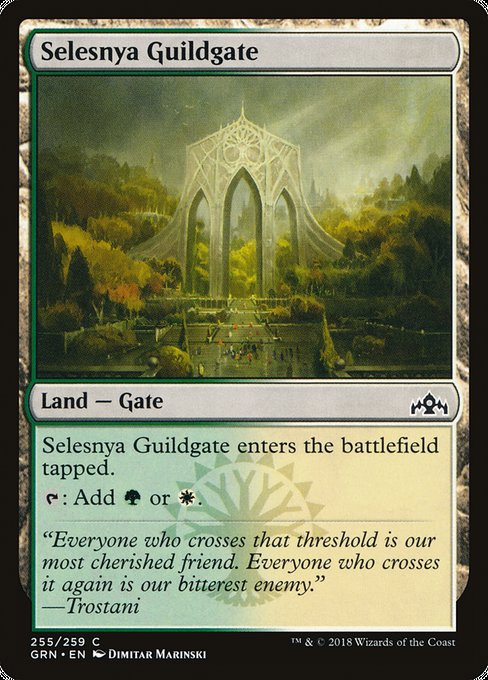 Selesnya Guildgate
Land — Gate
Selesnya Guildgate enters the battlefield
tapped.
: Add or .
“Everyone who crosses that threshold is our
most cherished friend. Everyone who crosses
it again is our bitterest enemy.”
—Trostani
255/259 C
GRN • EN Dimitar Marinski
™ & © 2018 Wizards of the Coast